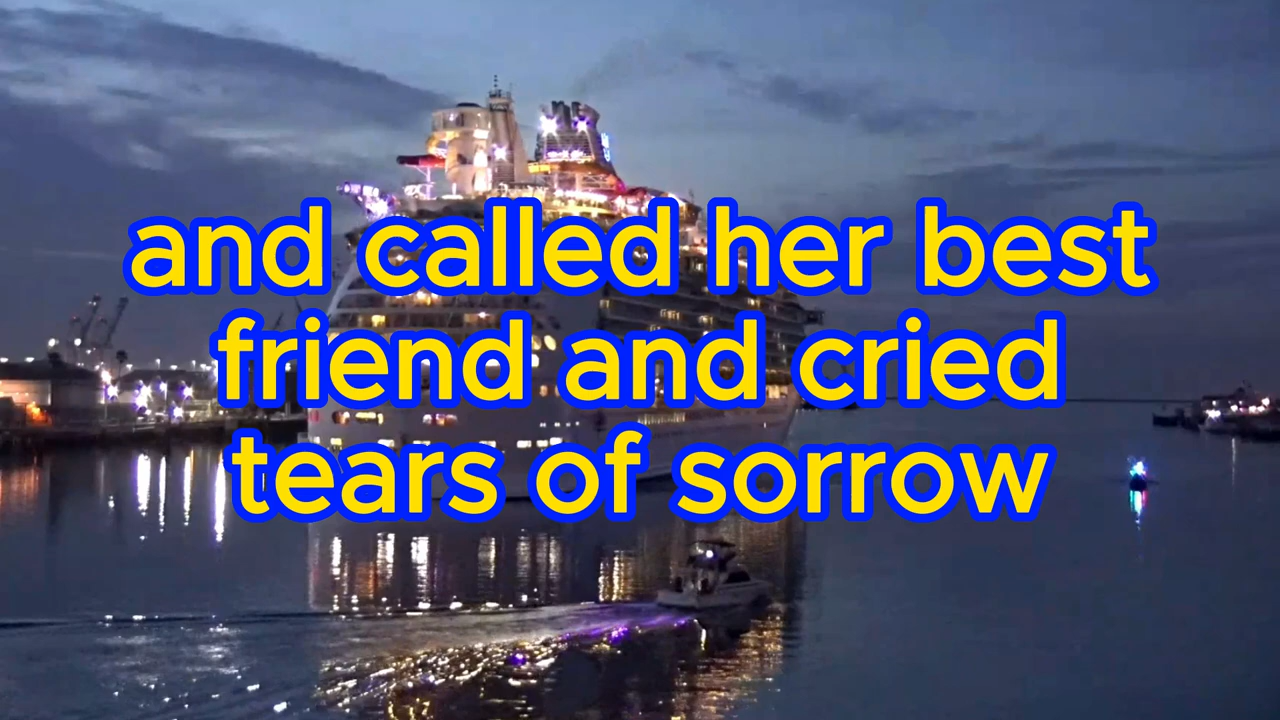 and called her best
friend and cried
tears of sorrow